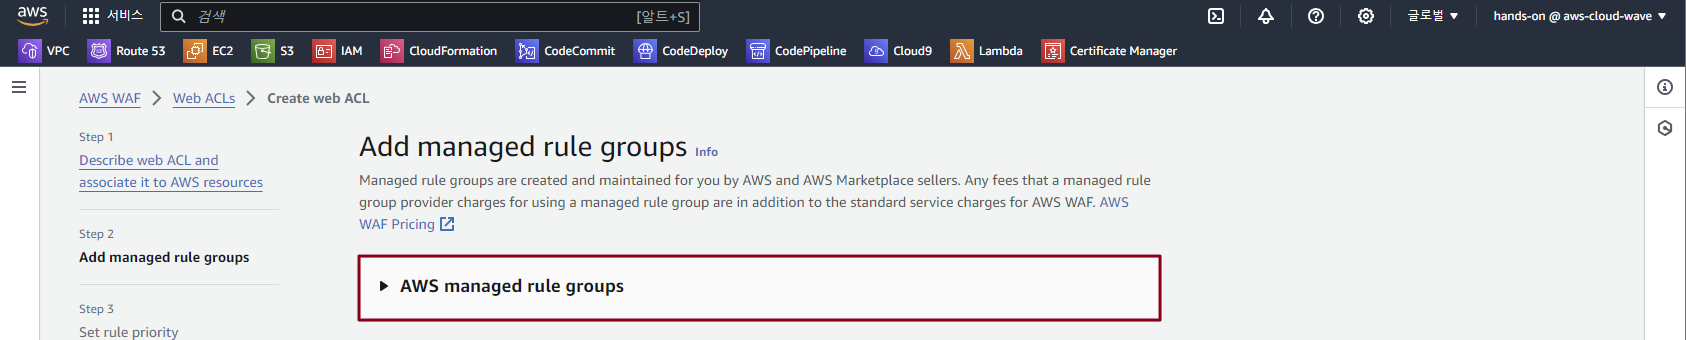 aws 서비스 검색 [알트+S] 글로벌 ▼ hands-on @ aws-cloud-wave ▼
VPC Route 53 EC2 S3 IAM CloudFormation CodeCommit CodeDeploy CodePipeline Cloud9 Lambda Certificate Manager
AWS WAF > Web ACLs > Create web ACL
Step 1
Describe web ACL and
associate it to AWS resources
Step 2
Add managed rule groups
Step 3
Set rule priority
Add managed rule groups Info
Managed rule groups are created and maintained for you by AWS and AWS Marketplace sellers. Any fees that a managed rule
group provider charges for using a managed rule group are in addition to the standard service charges for AWS WAF. AWS
WAF Pricing
AWS managed rule groups